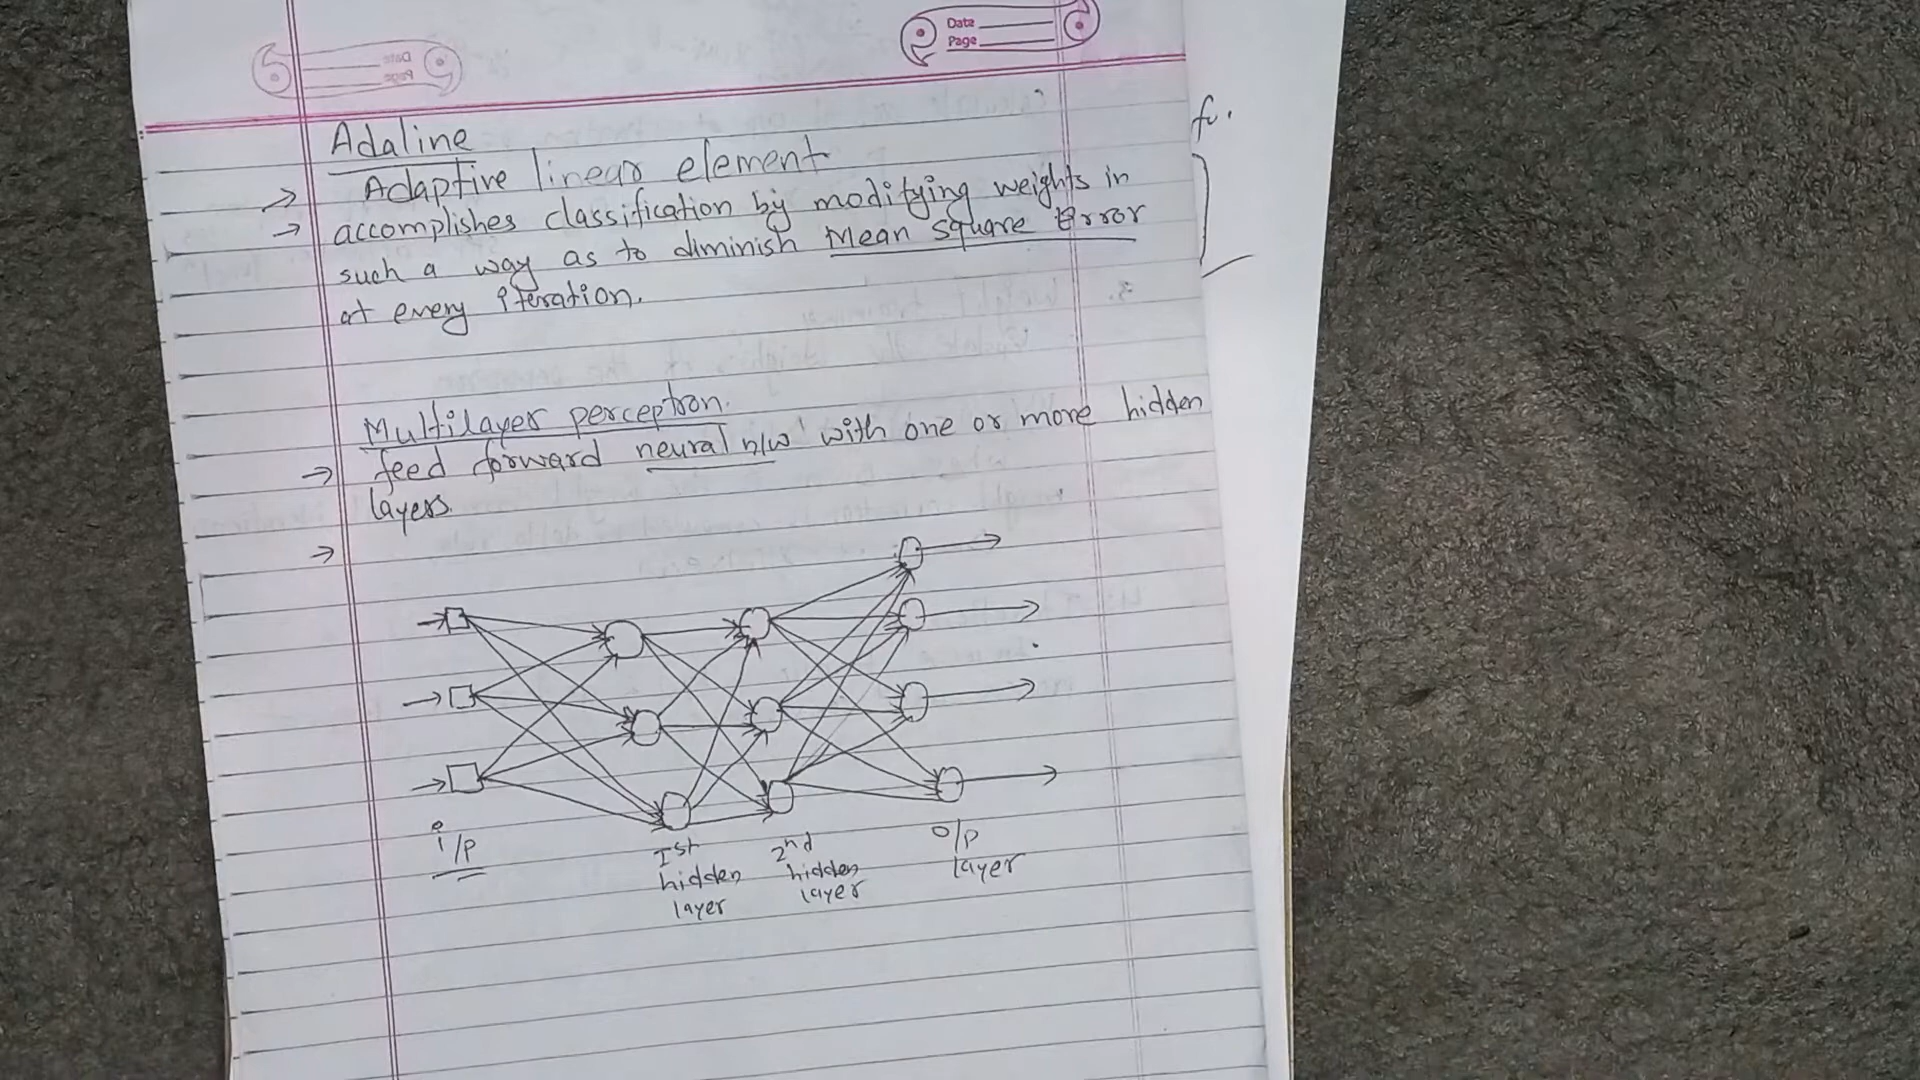 Date
Page
Adaline
→ Adaptive linear element
→ accomplishes classification by modifying weights in
such a way as to diminish Mean square Error
at every iteration.
Multilayer perceptron.
→ feed forward neural n/w with one or more hidden
layers.
→
i/p
1st hidden layer
2nd hidden layer
o/p layer